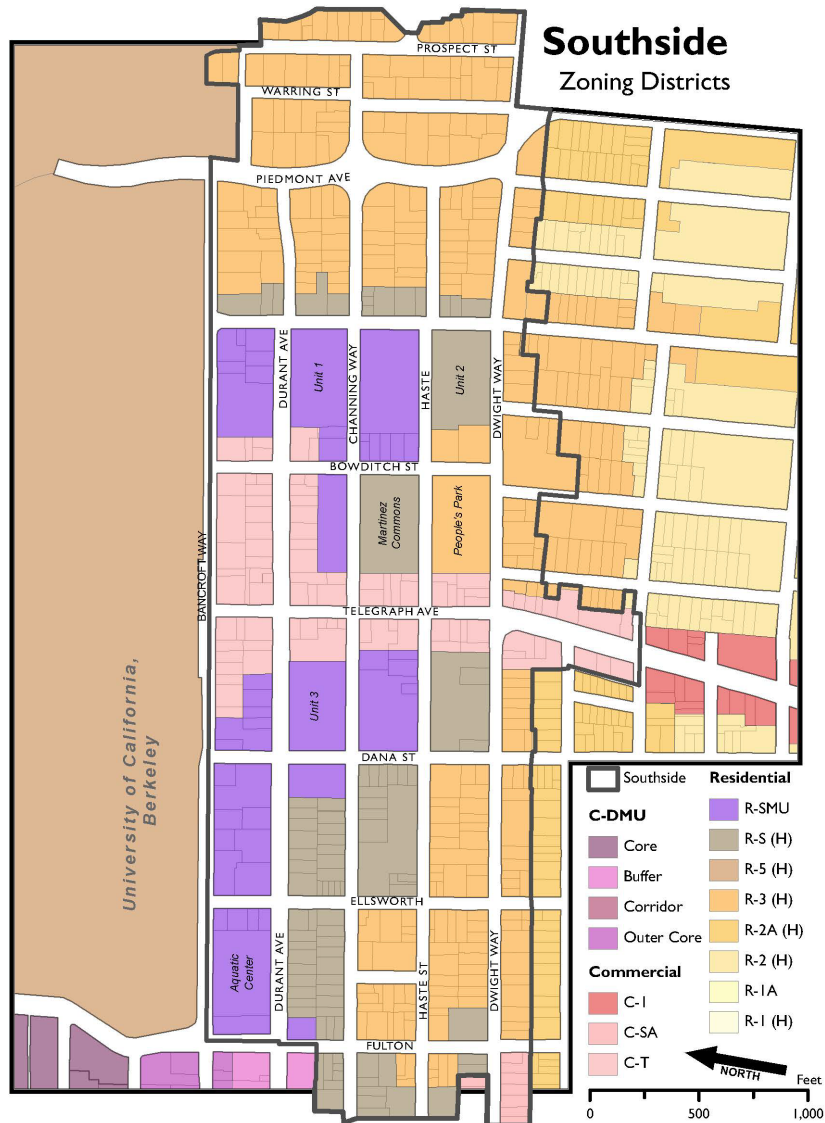 Southside
Zoning Districts
PROSPECT ST
WARRING ST
PIEDMONT AVE
DURANT AVE
Unit 1
CHANNING WAY
HASTE
Unit 2
DWIGHT WAY
BOWDITCH ST
BANCROFT WAY
Martinez
Commons
People's Park
TELEGRAPH AVE
University of California,
Berkeley
Unit 3
DANA ST
ELLSWORTH
Aquatic
Center
DURANT AVE
HASTE ST
DWIGHT WAY
FULTON
Southside
C-DMU
Core
Buffer
Corridor
Outer Core
Commercial
C-1
C-SA
C-T
Residential
R-SMU
R-S (H)
R-5 (H)
R-3 (H)
R-2A (H)
R-2 (H)
R-1A
R-1 (H)
NORTH
Feet
0 500 1,000